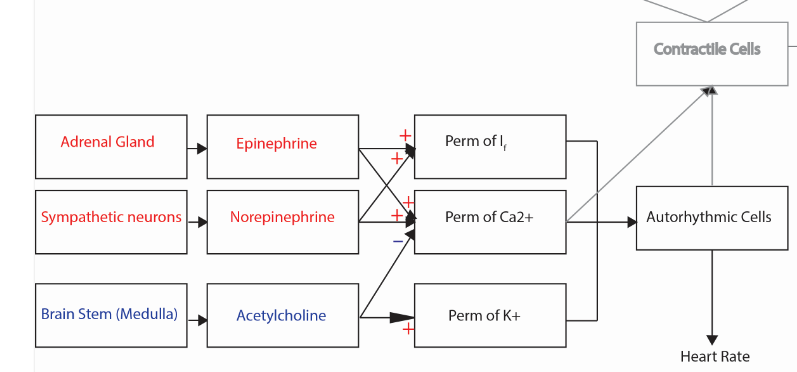 Contractile Cells
Adrenal Gland
Epinephrine
+
+
Perm of If
Sympathetic neurons
Norepinephrine
+
+
Perm of Ca2+
Autorhythmic Cells
−
Brain Stem (Medulla)
Acetylcholine
+
Perm of K+
Heart Rate